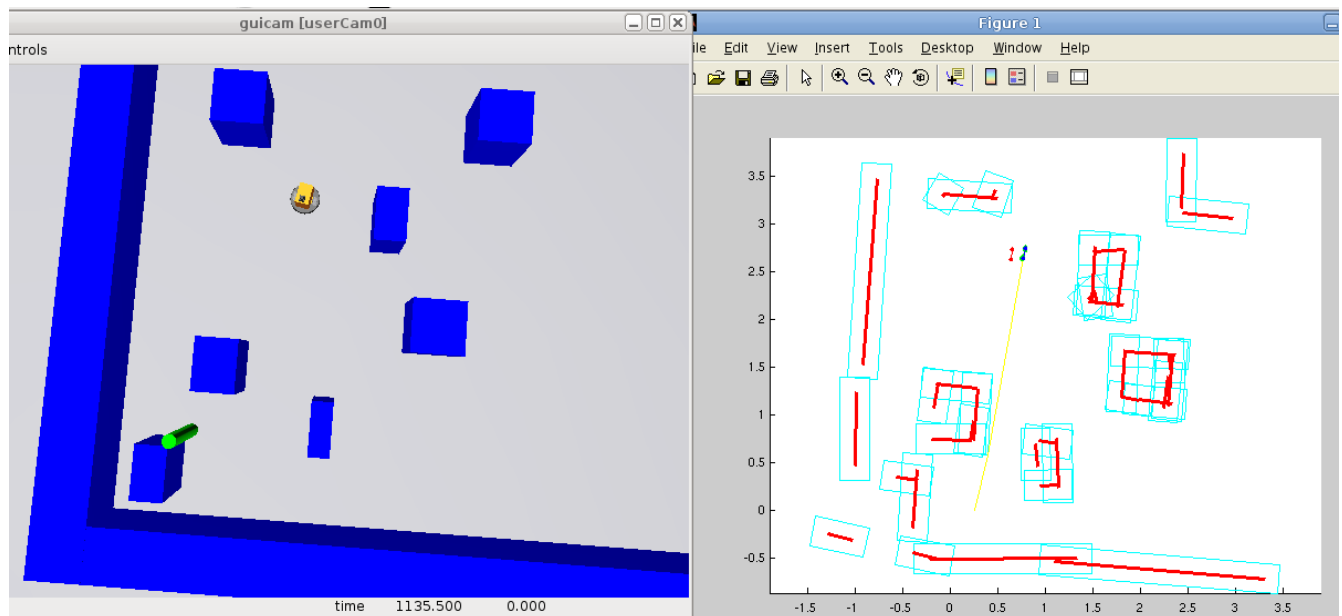 guicam [userCam0]
ntrols
time 1135.500 0.000
Figure 1
ile Edit View Insert Tools Desktop Window Help
3.5
3
2.5
2
1.5
1
0.5
0
-0.5
-1.5 -1 -0.5 0 0.5 1 1.5 2 2.5 3 3.5